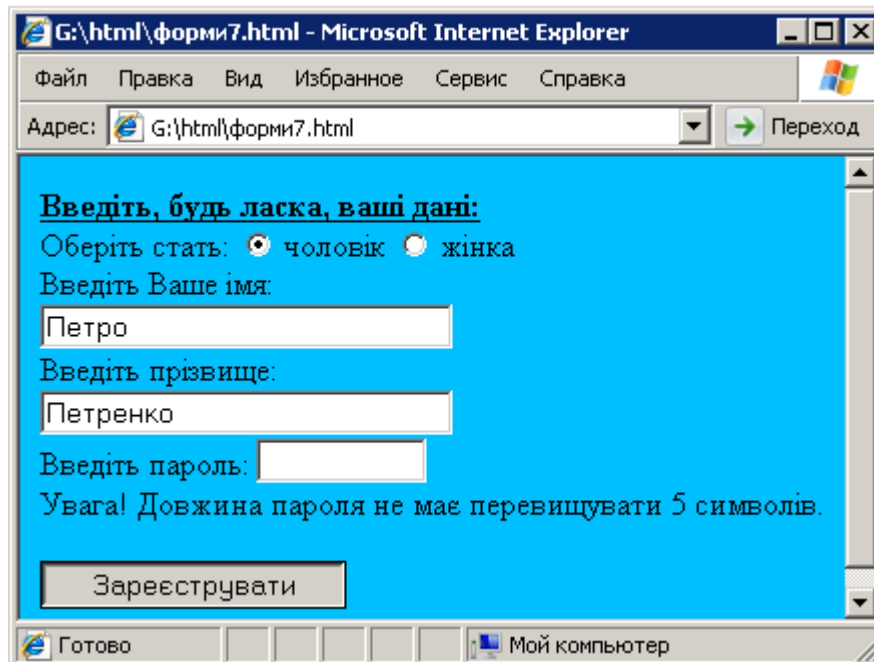 G:\html\форми7.html - Microsoft Internet Explorer
Файл Правка Вид Избранное Сервис Справка
Адрес: G:\html\форми7.html Переход
Введіть, будь ласка, ваші дані:
Оберіть стать: чоловік жінка
Введіть Ваше імя:
Петро
Введіть прізвище:
Петренко
Введіть пароль:
Увага! Довжина пароля не має перевищувати 5 символів.
Зареєструвати
Готово Мой компьютер